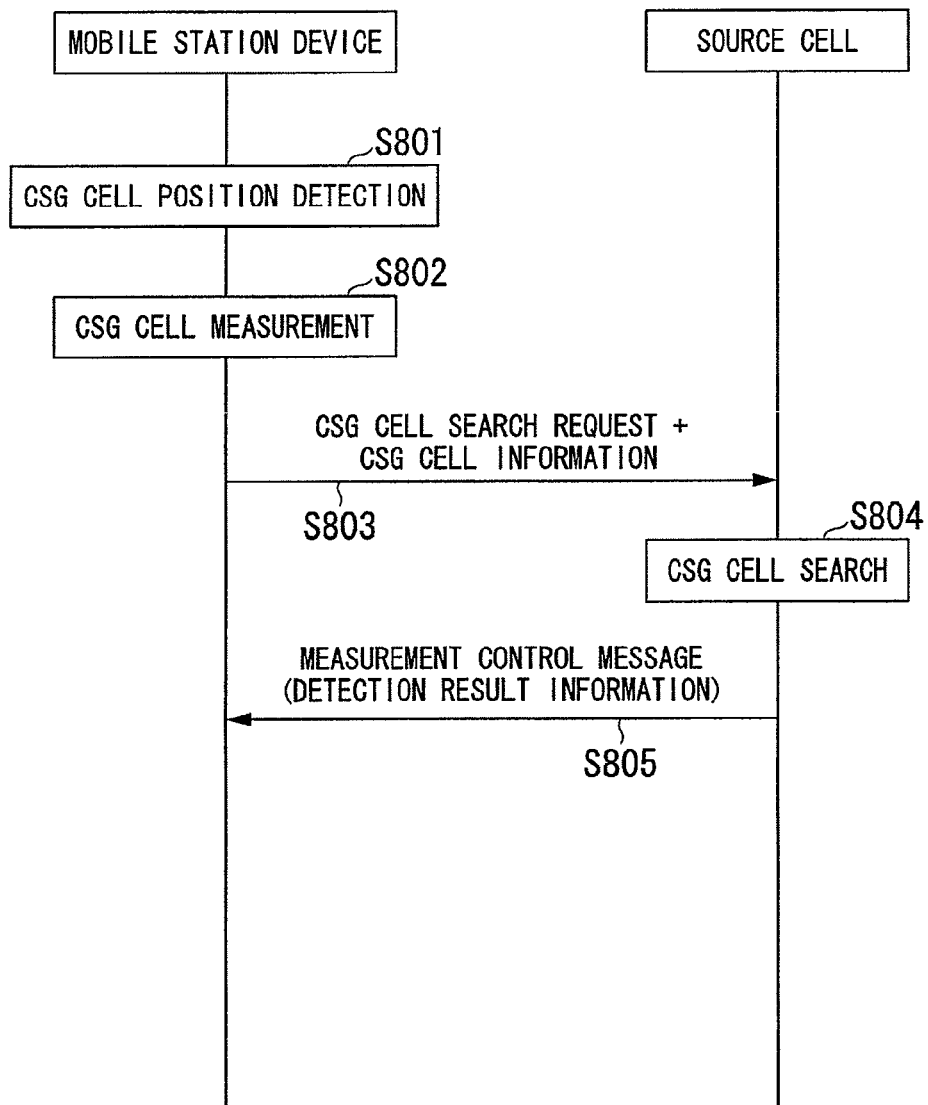 MOBILE STATION DEVICE
SOURCE CELL
S801
CSG CELL POSITION DETECTION
S802
CSG CELL MEASUREMENT
CSG CELL SEARCH REQUEST +
CSG CELL INFORMATION
S803
S804
CSG CELL SEARCH
MEASUREMENT CONTROL MESSAGE
(DETECTION RESULT INFORMATION)
S805